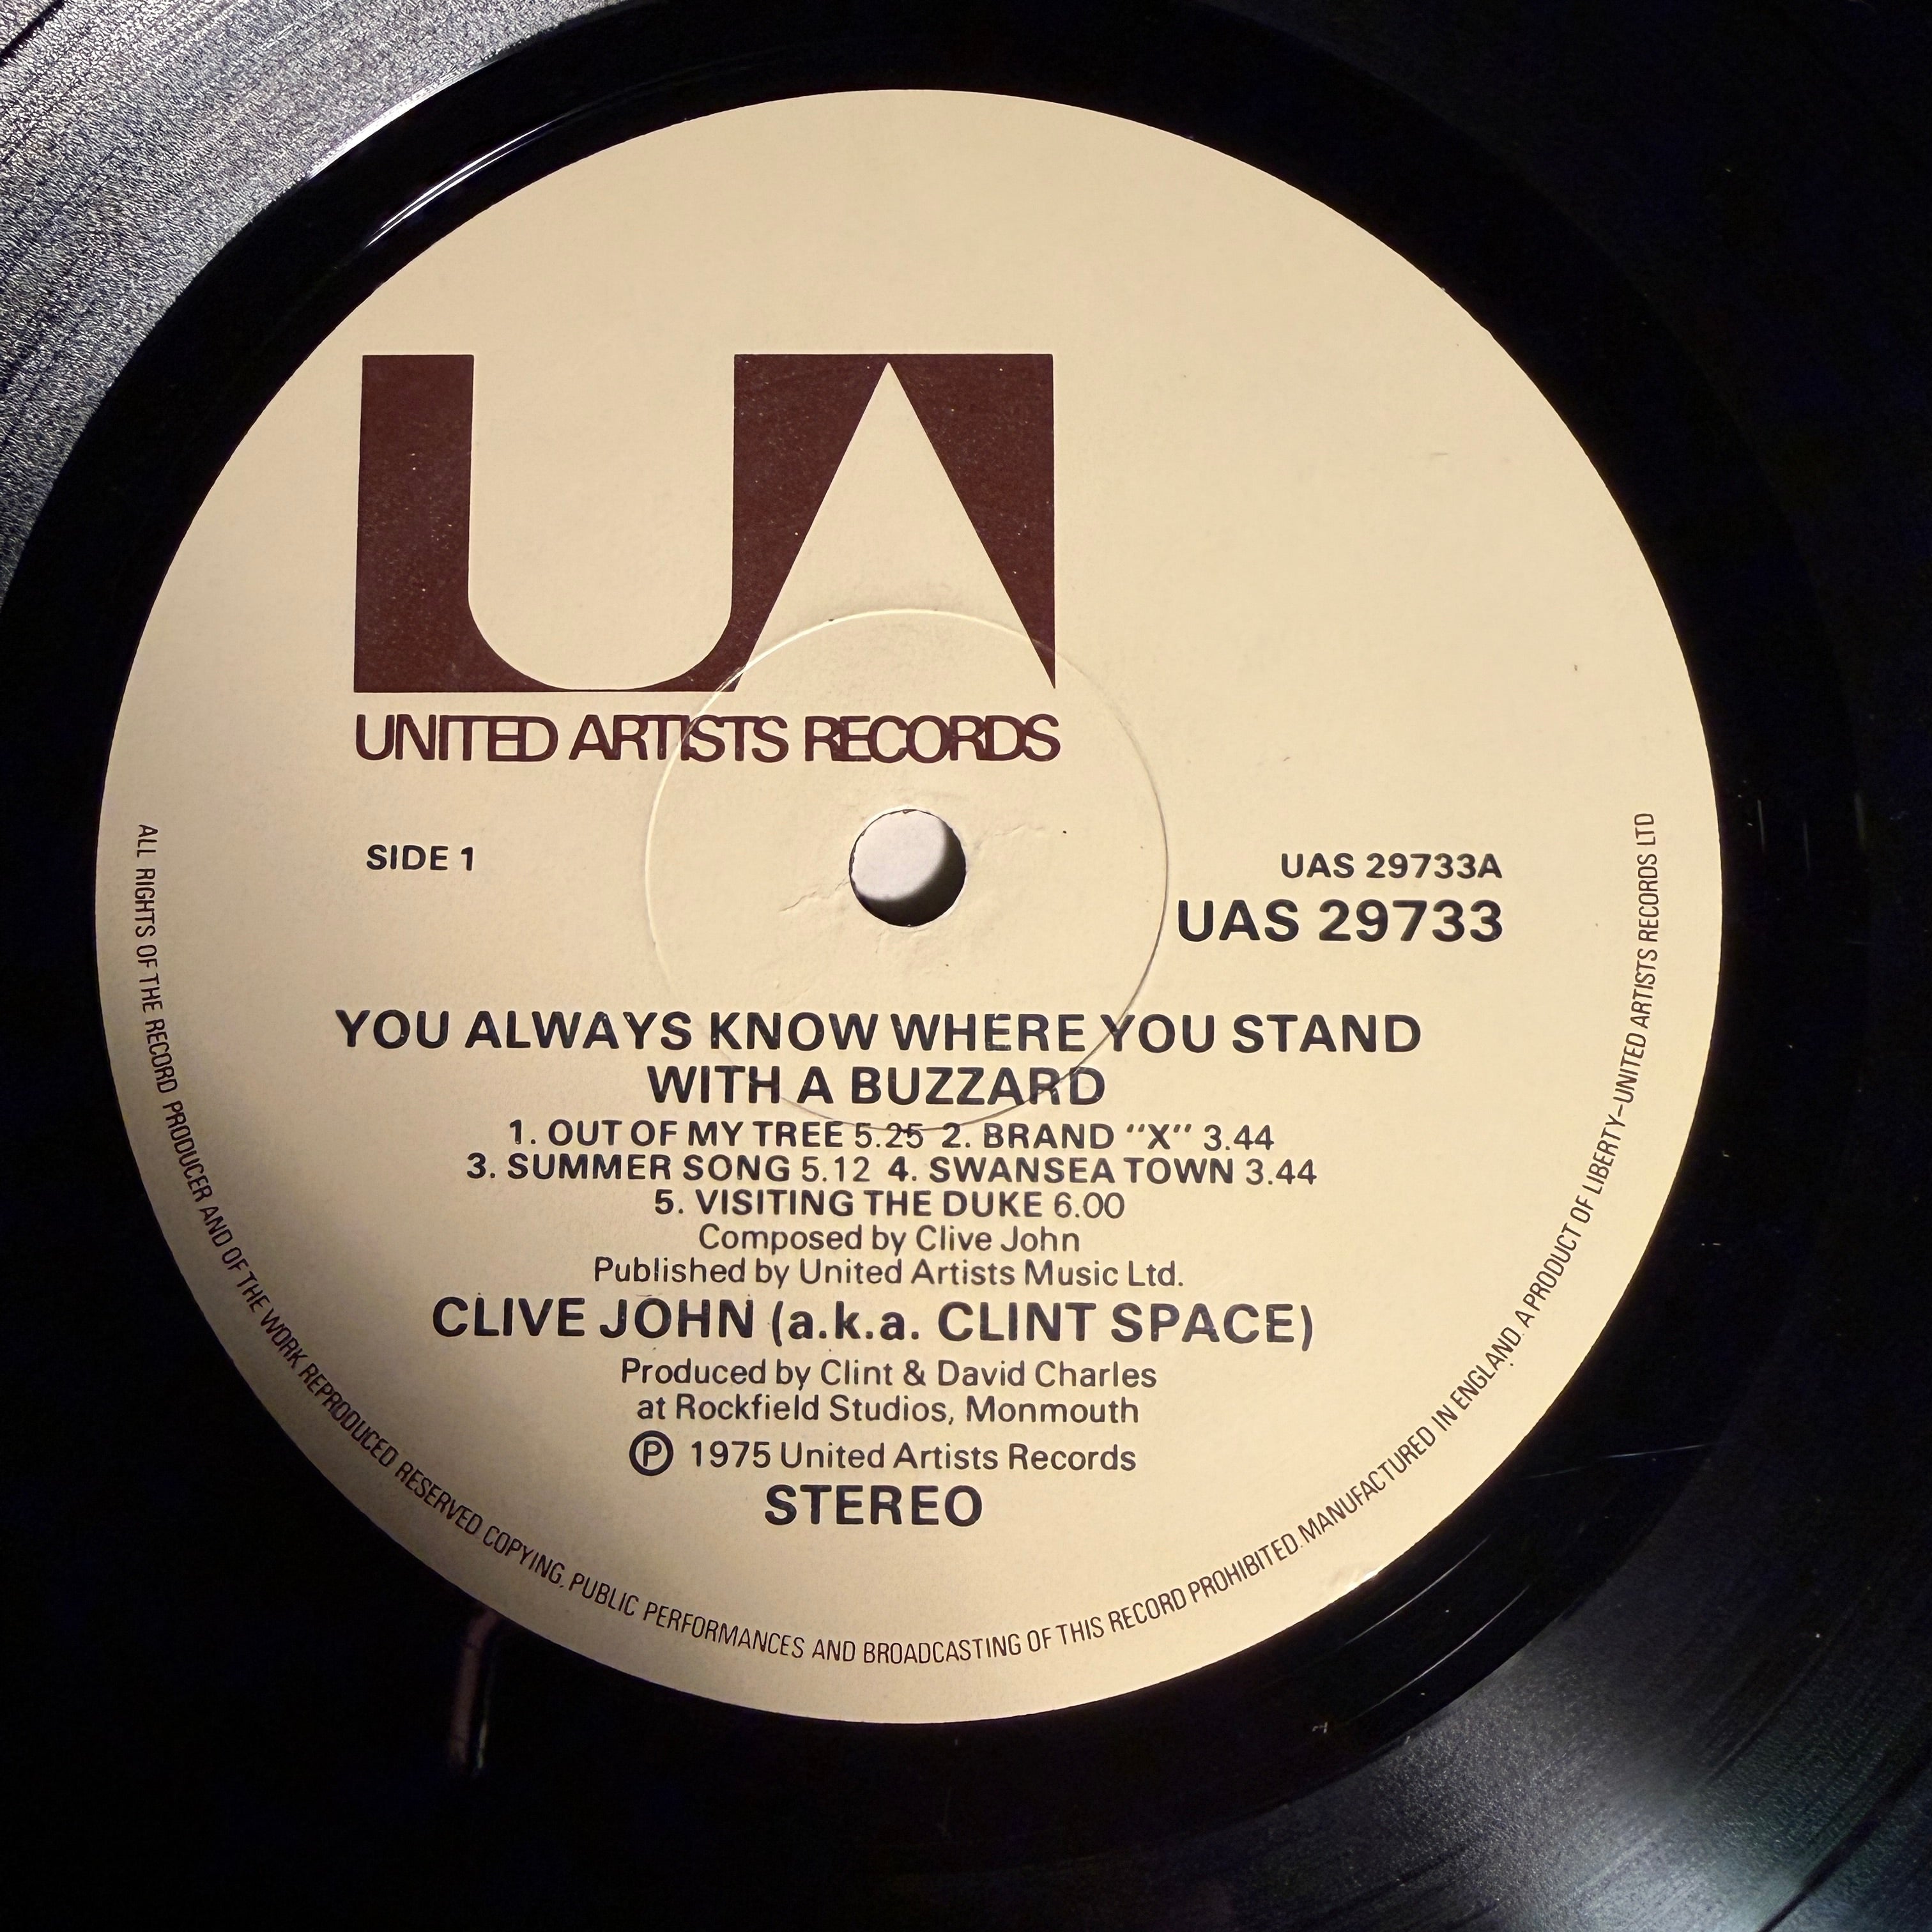 UA
UNITED ARTISTS RECORDS
SIDE 1
UAS 29733A
UAS 29733
YOU ALWAYS KNOW WHERE YOU STAND
WITH A BUZZARD
1. OUT OF MY TREE 5.25 2. BRAND “X” 3.44
3. SUMMER SONG 5.12 4. SWANSEA TOWN 3.44
5. VISITING THE DUKE 6.00
Composed by Clive John
Published by United Artists Music Ltd.
CLIVE JOHN (a.k.a. CLINT SPACE)
Produced by Clint & David Charles
at Rockfield Studios, Monmouth
Ⓟ 1975 United Artists Records
STEREO
ALL RIGHTS OF THE RECORD PRODUCER AND OF THE WORK REPRODUCED RESERVED. COPYING, PUBLIC PERFORMANCES AND BROADCASTING OF THIS RECORD PROHIBITED. MANUFACTURED IN ENGLAND. A PRODUCT OF LIBERTY–UNITED ARTISTS RECORDS LTD